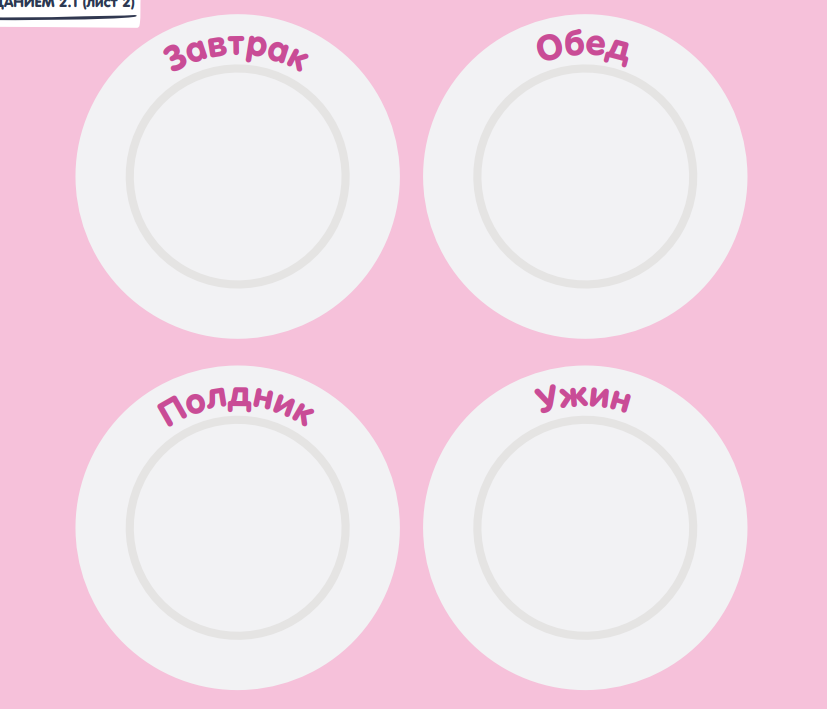 ДАНИЕМ 2.1 (лист 2)
Завтрак
Обед
Полдник
Ужин